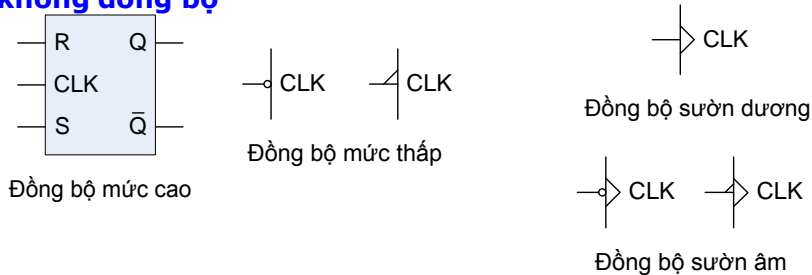 không đồng bộ
R Q
CLK
S Q̅
Đồng bộ mức cao
CLK CLK
Đồng bộ mức thấp
CLK
Đồng bộ sườn dương
CLK CLK
Đồng bộ sườn âm